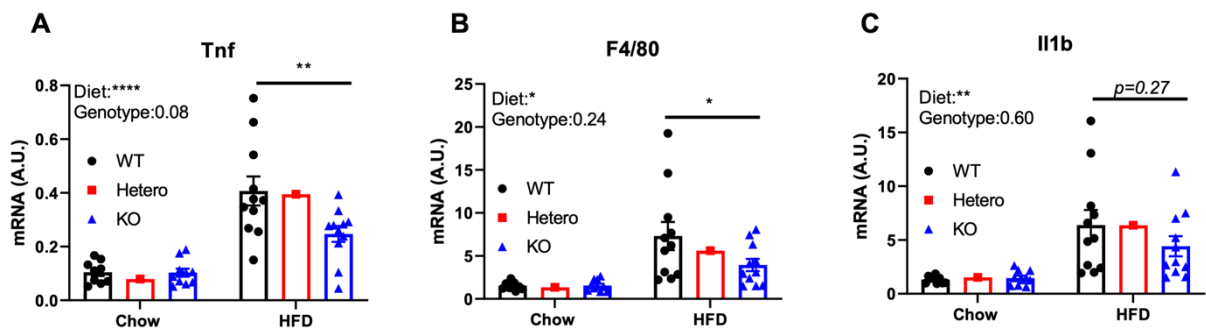 A
Tnf
mRNA (A.U.)
0.8
0.6
0.4
0.2
0.0
Diet:****
Genotype:0.08
WT
Hetero
KO
**
Chow
HFD
B
F4/80
mRNA (A.U.)
25
20
15
10
5
0
Diet:*
Genotype:0.24
WT
Hetero
KO
*
Chow
HFD
C
Il1b
mRNA (A.U.)
20
15
10
5
0
Diet:**
Genotype:0.60
WT
Hetero
KO
p=0.27
Chow
HFD